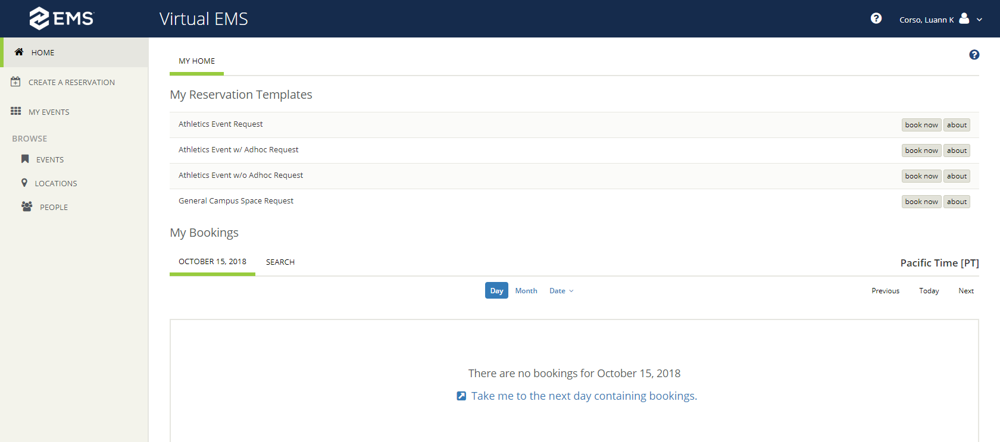 EMS
Virtual EMS
Corso, Luann K
HOME
CREATE A RESERVATION
MY EVENTS
BROWSE
EVENTS
LOCATIONS
PEOPLE
MY HOME
My Reservation Templates
Athletics Event Request book now about
Athletics Event w/ Adhoc Request book now about
Athletics Event w/o Adhoc Request book now about
General Campus Space Request book now about
My Bookings
OCTOBER 15, 2018 SEARCH Pacific Time [PT]
Day Month Date Previous Today Next
There are no bookings for October 15, 2018
Take me to the next day containing bookings.